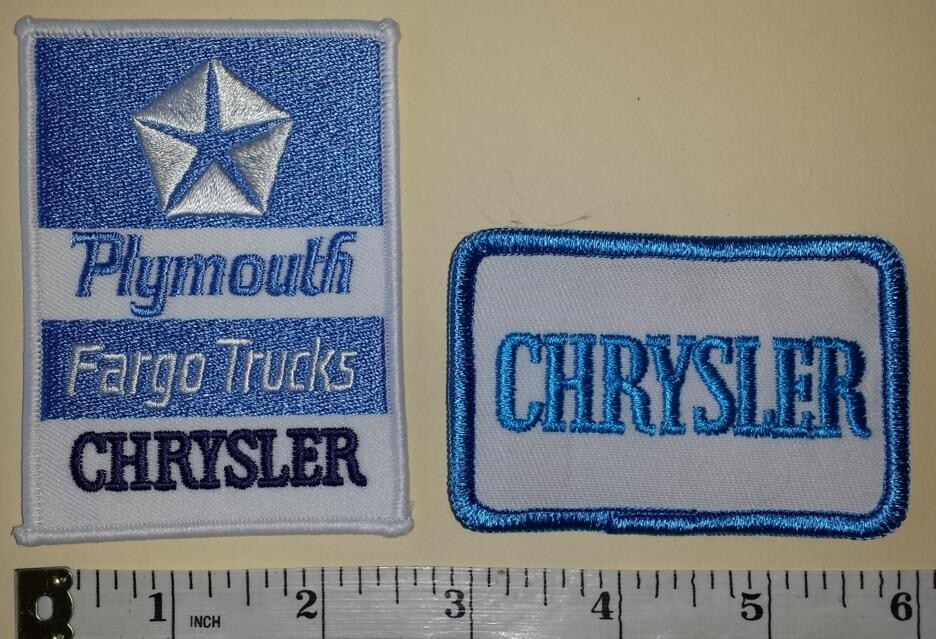 Plymouth
Fargo Trucks
CHRYSLER
CHRYSLER
1 INCH 2 3 4 5 6